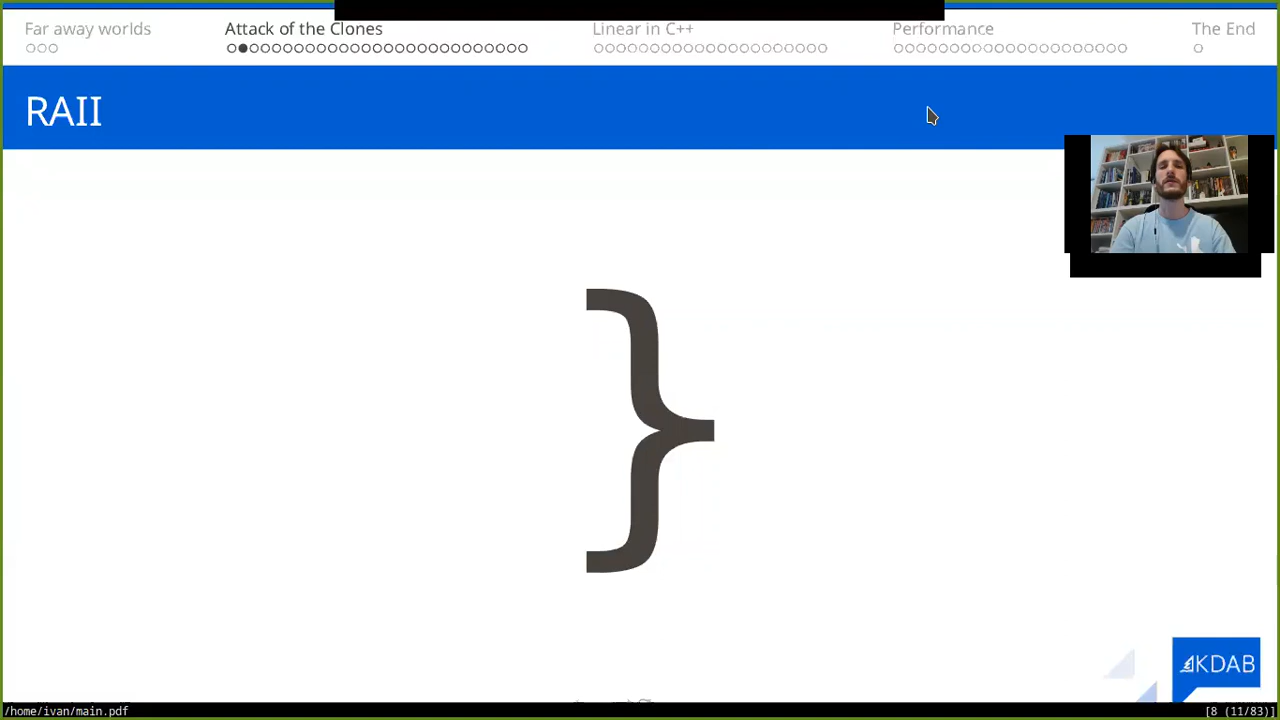 Far away worlds Attack of the Clones Linear in C++ Performance The End
RAII
}
KDAB
/home/ivan/main.pdf [8 (11/83)]